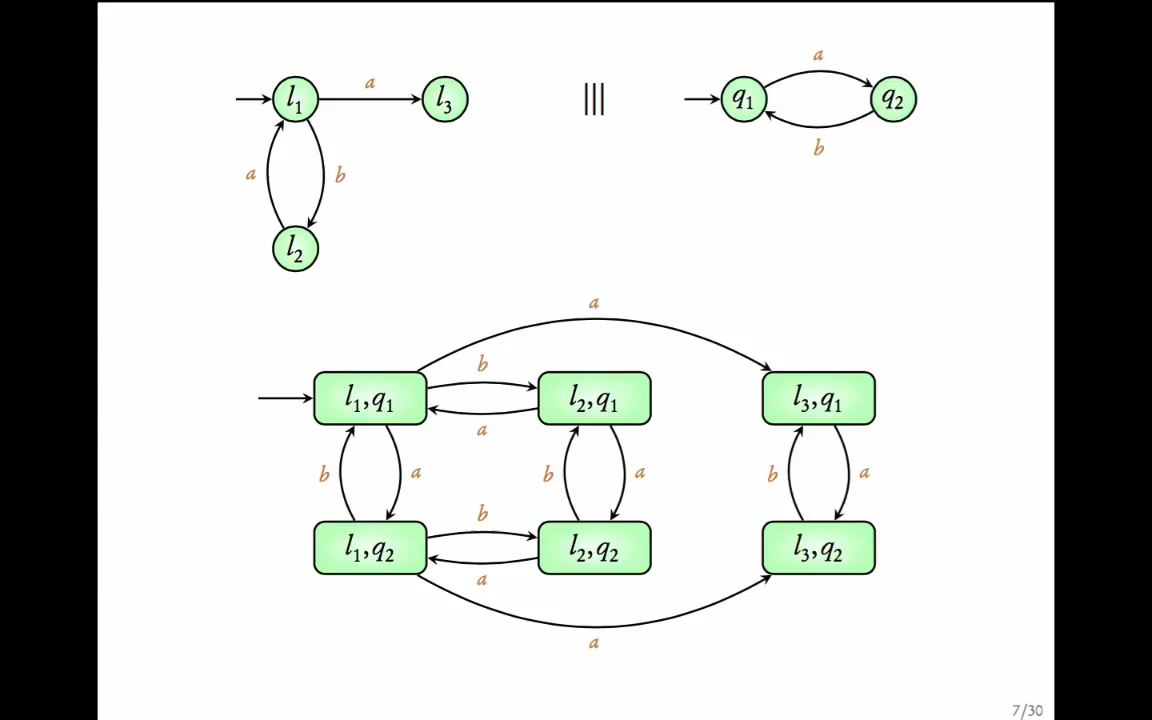 a
l1 a l3 ||| q1 q2
a b b
l2
a
b
l1,q1 l2,q1 l3,q1
a
b a b a b a
b
l1,q2 l2,q2 l3,q2
a
a
7/30